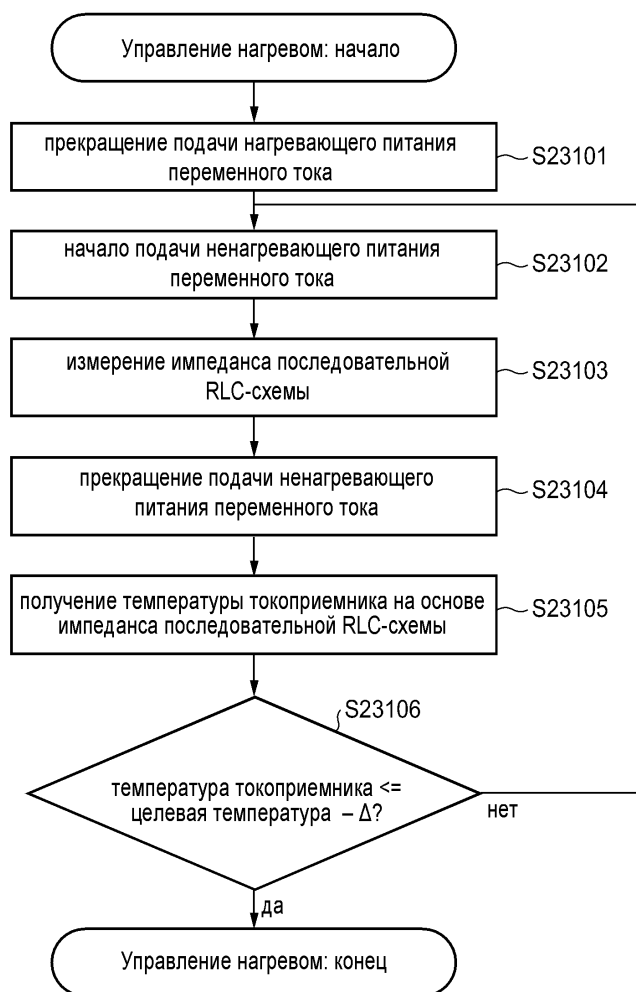 Управление нагревом: начало
прекращение подачи нагревающего питания
переменного тока
S23101
начало подачи ненагревающего питания
переменного тока
S23102
измерение импеданса последовательной
RLC-схемы
S23103
прекращение подачи ненагревающего
питания переменного тока
S23104
получение температуры токоприемника на основе
импеданса последовательной RLC-схемы
S23105
S23106
температура токоприемника <=
целевая температура – Δ?
нет
да
Управление нагревом: конец